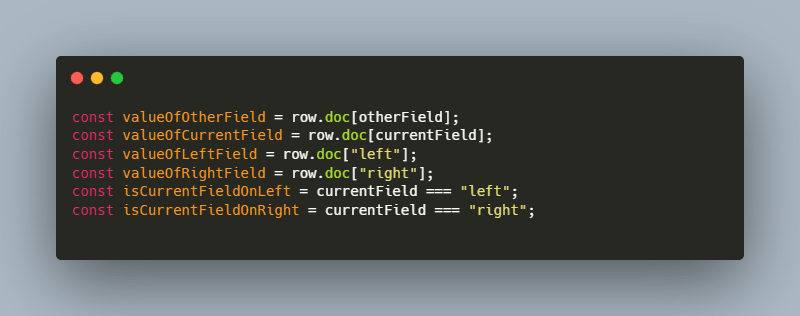 const valueOfOtherField = row.doc[otherField];
const valueOfCurrentField = row.doc[currentField];
const valueOfLeftField = row.doc["left"];
const valueOfRightField = row.doc["right"];
const isCurrentFieldOnLeft = currentField === "left";
const isCurrentFieldOnRight = currentField === "right";